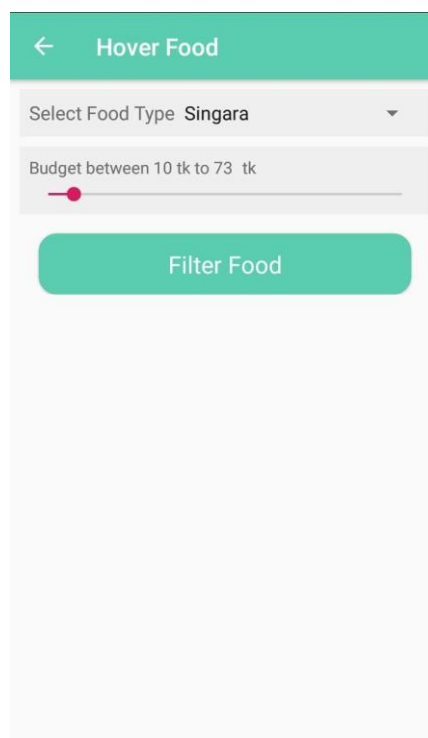 Hover Food
Select Food Type Singara
Budget between 10 tk to 73 tk
Filter Food